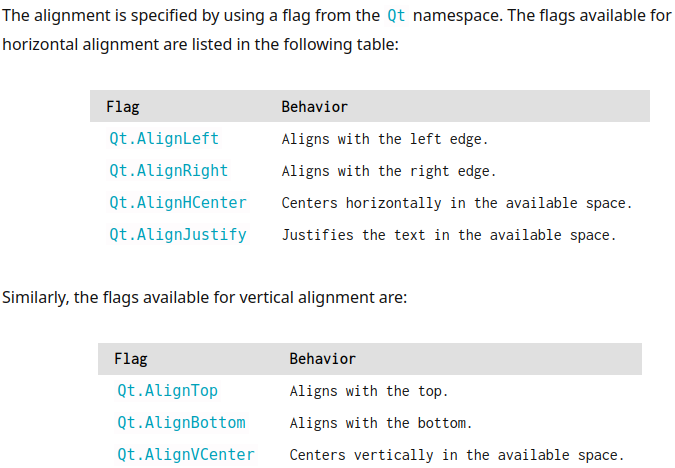 The alignment is specified by using a flag from the Qt namespace. The flags available for
horizontal alignment are listed in the following table:
Flag Behavior
Qt.AlignLeft Aligns with the left edge.
Qt.AlignRight Aligns with the right edge.
Qt.AlignHCenter Centers horizontally in the available space.
Qt.AlignJustify Justifies the text in the available space.
Similarly, the flags available for vertical alignment are:
Flag Behavior
Qt.AlignTop Aligns with the top.
Qt.AlignBottom Aligns with the bottom.
Qt.AlignVCenter Centers vertically in the available space.